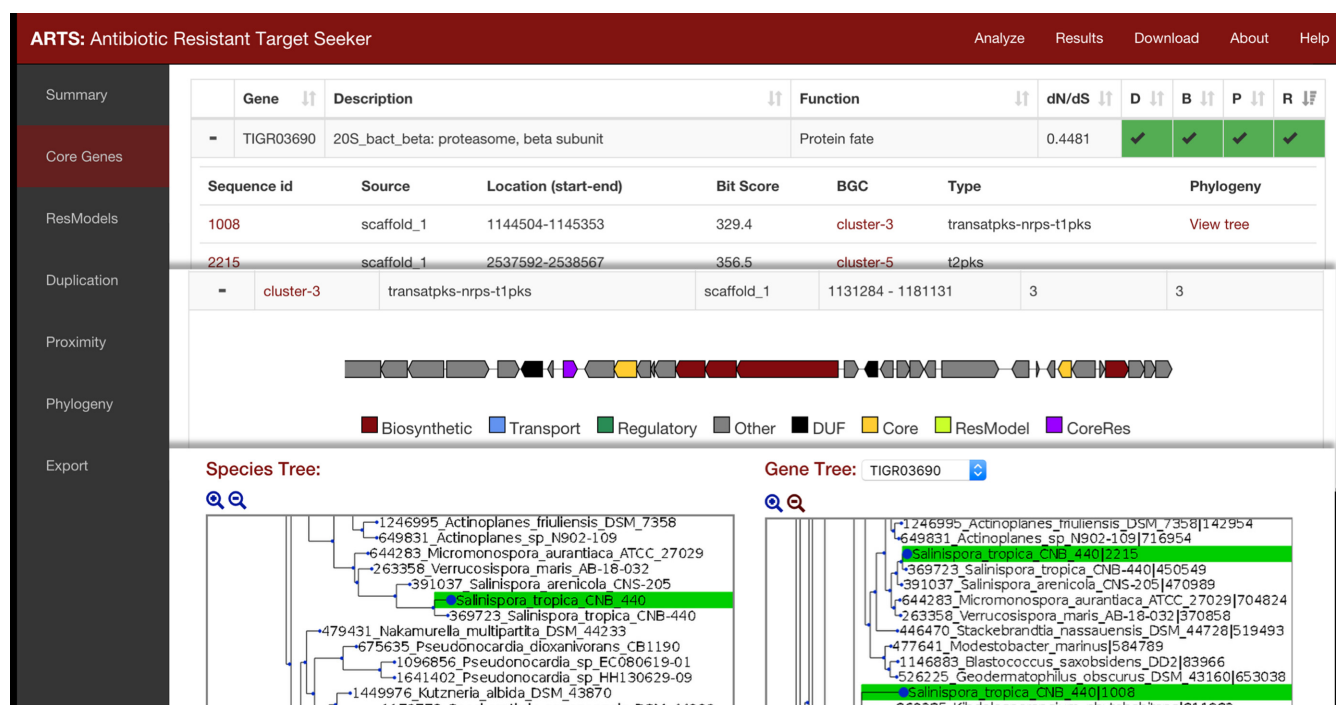 ARTS: Antibiotic Resistant Target Seeker Analyze Results Download About Help
Summary
Core Genes
ResModels
Duplication
Proximity
Phylogeny
Export
Gene Description Function dN/dS D B P R
- TIGR03690 20S_bact_beta: proteasome, beta subunit Protein fate 0.4481
Sequence id Source Location (start-end) Bit Score BGC Type Phylogeny
1008 scaffold_1 1144504-1145353 329.4 cluster-3 transatpks-nrps-t1pks View tree
2215 scaffold_1 2537592-2538567 356.5 cluster-5 t2pks
- cluster-3 transatpks-nrps-t1pks scaffold_1 1131284 - 1181131 3 3
Biosynthetic Transport Regulatory Other DUF Core ResModel CoreRes
Species Tree:
1246995_Actinoplanes_friuliensis_DSM_7358
649831_Actinoplanes_sp_N902-109
644283_Micromonospora_aurantiaca_ATCC_27029
263358_Verrucosispora_maris_AB-18-032
391037_Salinispora_arenicola_CNS-205
Salinispora_tropica_CNB_440
369723_Salinispora_tropica_CNB-440
479431_Nakamurella_multipartita_DSM_44233
675635_Pseudonocardia_dioxanivorans_CB1190
1096856_Pseudonocardia_sp_EC080619-01
1641402_Pseudonocardia_sp_HH130629-09
1449976_Kutzneria_albida_DSM_43870
Gene Tree: TIGR03690
1246995_Actinoplanes_friuliensis_DSM_7358|142954
649831_Actinoplanes_sp_N902-109|716954
Salinispora_tropica_CNB_440|2215
369723_Salinispora_tropica_CNB-440|450549
391037_Salinispora_arenicola_CNS-205|470989
644283_Micromonospora_aurantiaca_ATCC_27029|704824
263358_Verrucosispora_maris_AB-18-032|370858
446470_Stackebrandtia_nassauensis_DSM_44728|519493
477641_Modestobacter_marinus|584789
1146883_Blastococcus_saxobsidens_DD2|83966
526225_Geodermatophilus_obscurus_DSM_43160|653038
Salinispora_tropica_CNB_440|1008